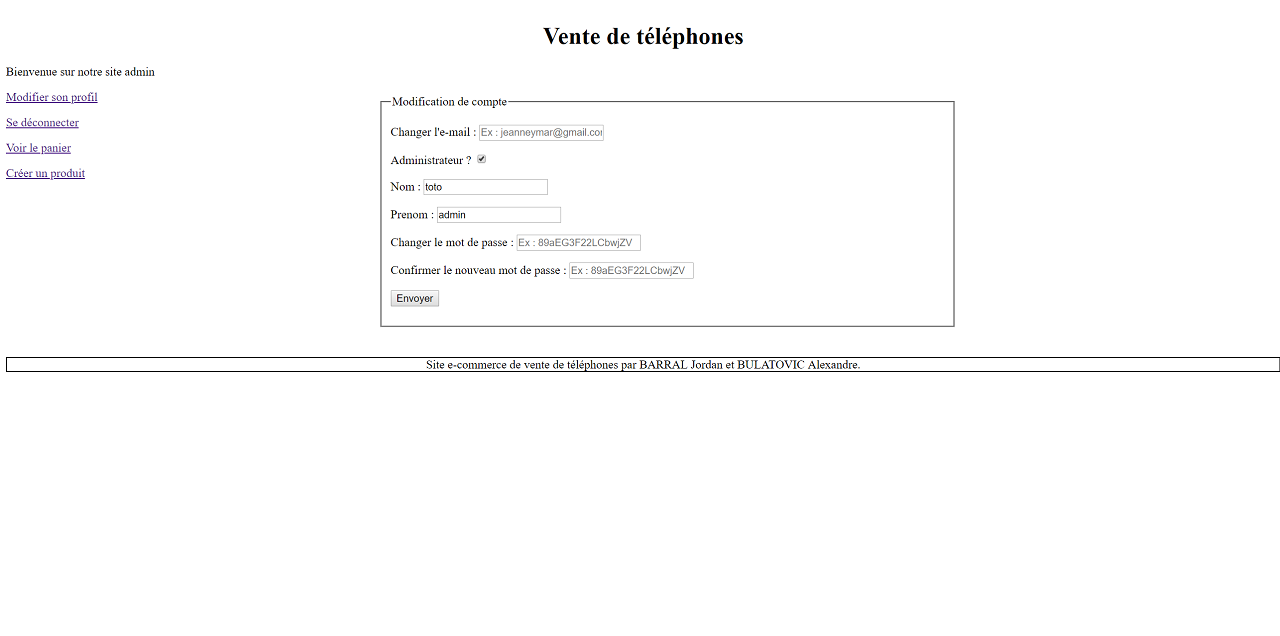 Vente de téléphones
Bienvenue sur notre site admin
Modifier son profil
Se déconnecter
Voir le panier
Créer un produit
Modification de compte
Changer l'e-mail : Ex : jeanneymar@gmail.co
Administrateur ?
Nom : toto
Prenom : admin
Changer le mot de passe : Ex : 89aEG3F22LCbwjZV
Confirmer le nouveau mot de passe : Ex : 89aEG3F22LCbwjZV
Envoyer
Site e-commerce de vente de téléphones par BARRAL Jordan et BULATOVIC Alexandre.